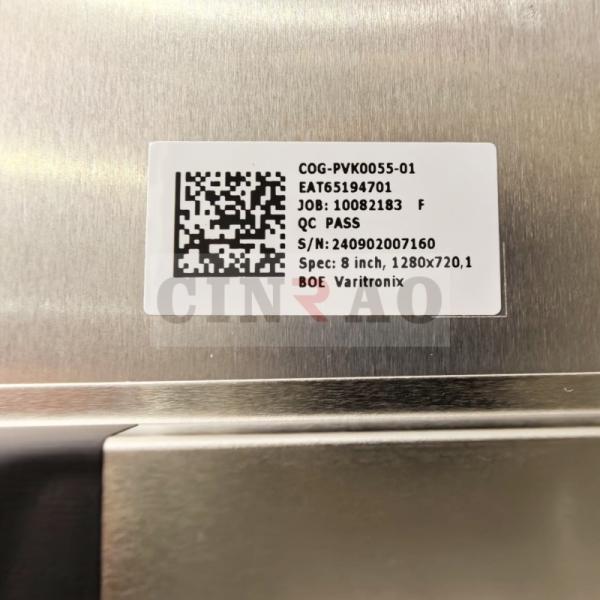 COG-PVK0055-01
EAT65194701
JOB: 10082183 F
QC PASS
S/N: 240902007160
Spec: 8 inch, 1280x720,1
BOE Varitronix
CINRAO